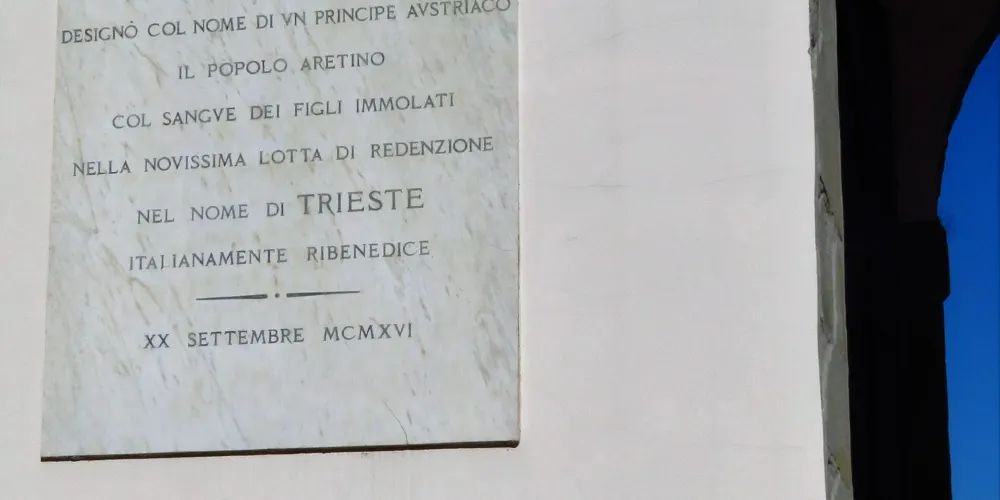 DESIGNÒ COL NOME DI VN PRINCIPE AVSTRIACO
IL POPOLO ARETINO
COL SANGVE DEI FIGLI IMMOLATI
NELLA NOVISSIMA LOTTA DI REDENZIONE
NEL NOME DI TRIESTE
ITALIANAMENTE RIBENEDICE
XX SETTEMBRE MCMXVI